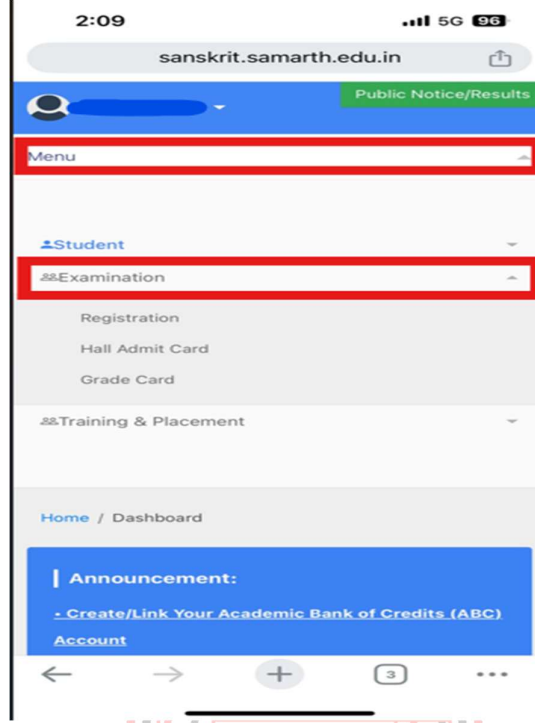 2:09 5G 96
sanskrit.samarth.edu.in
Public Notice/Results
Menu
Student
Examination
Registration
Hall Admit Card
Grade Card
Training & Placement
Home / Dashboard
Announcement:
- Create/Link Your Academic Bank of Credits (ABC)
Account
3